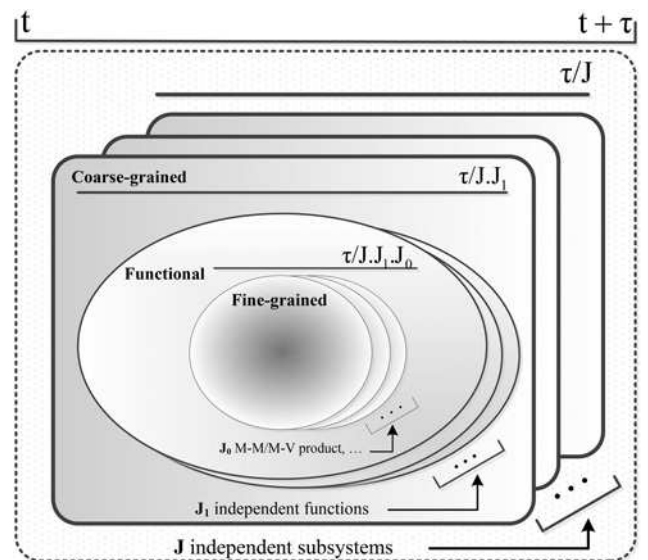 t t + τ
τ/J
Coarse-grained τ/J.J₁
τ/J.J₁.J₀
Functional
Fine-grained
...
J₀ M-M/M-V product, ...
...
J₁ independent functions
...
J independent subsystems